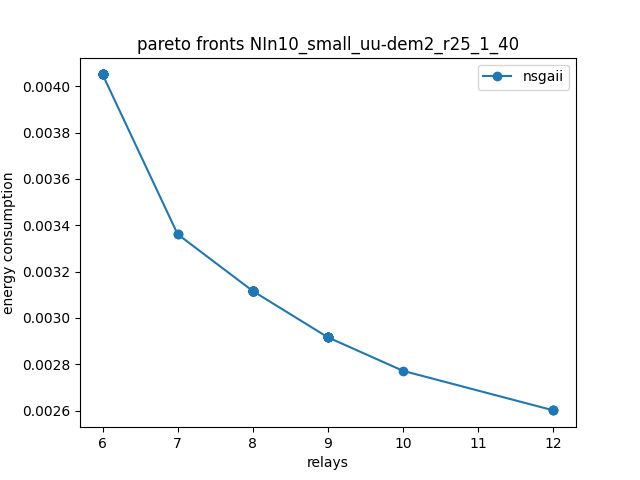 pareto fronts NIn10_small_uu-dem2_r25_1_40
nsgaii
energy consumption
0.0040
0.0038
0.0036
0.0034
0.0032
0.0030
0.0028
0.0026
6 7 8 9 10 11 12
relays